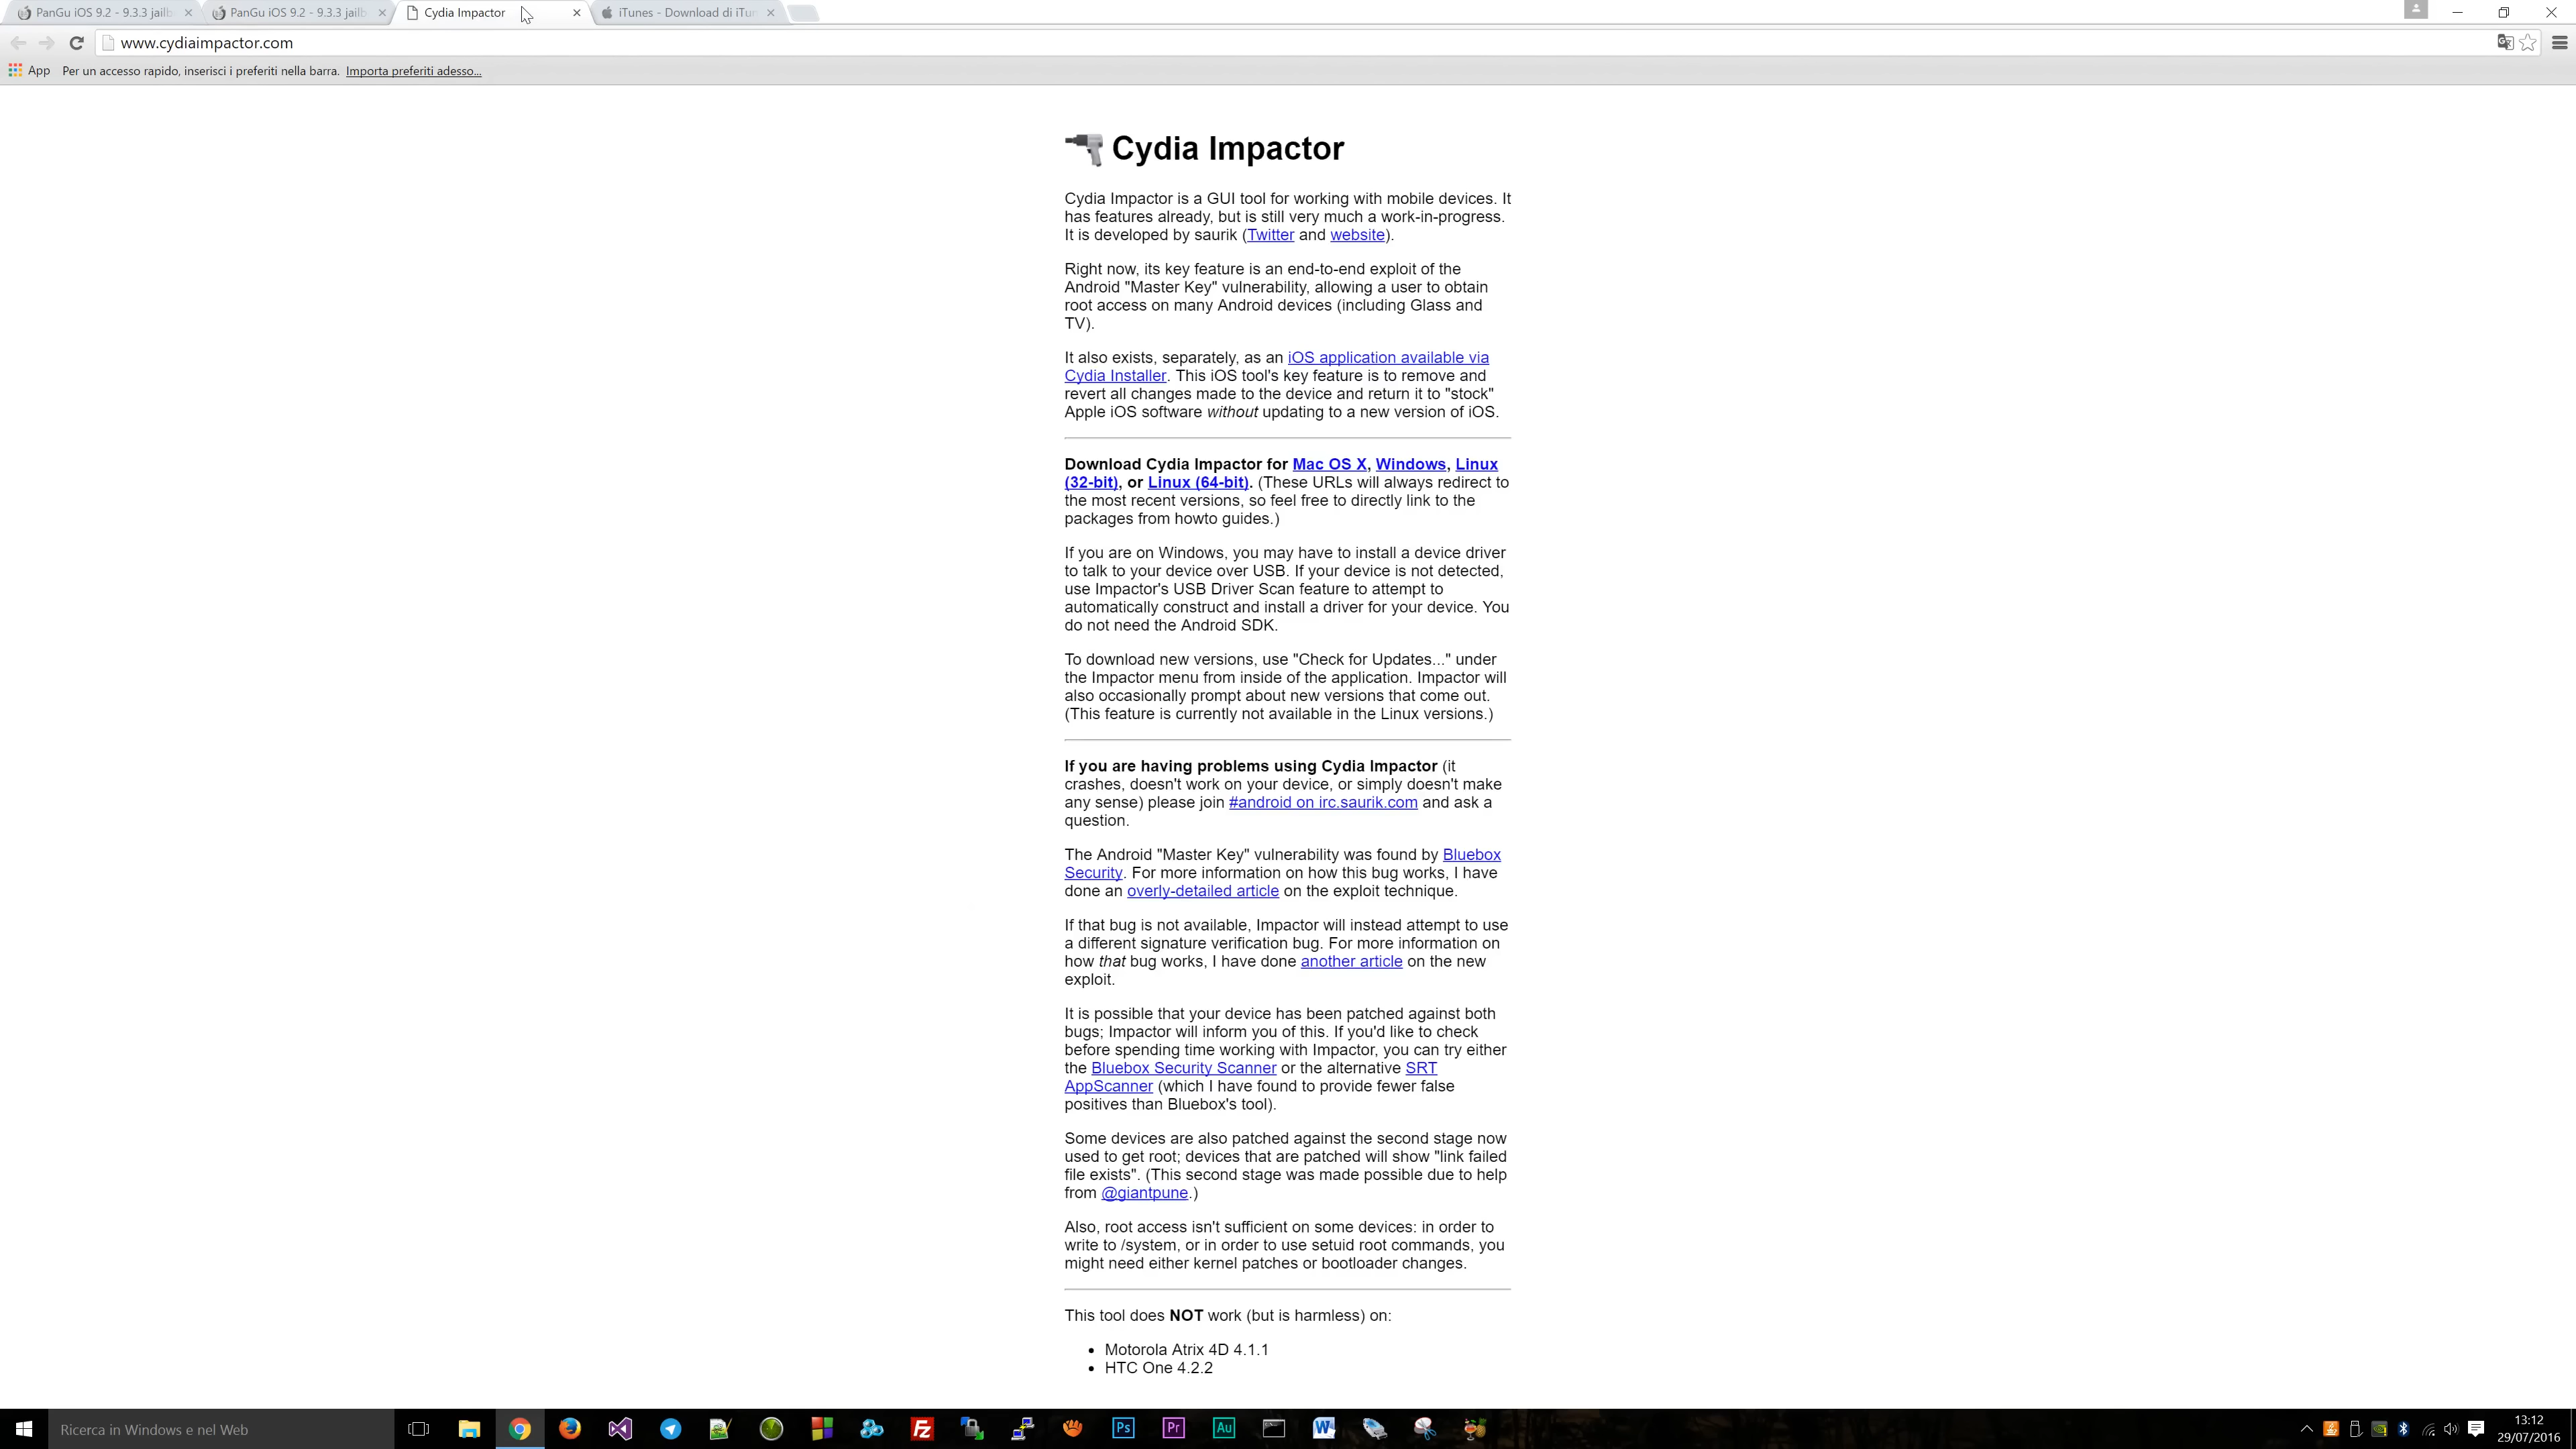 PanGu iOS 9.2 - 9.3.3 jailb
PanGu iOS 9.2 - 9.3.3 jailb
Cydia Impactor
iTunes - Download di iTun
www.cydiaimpactor.com
App
Per un accesso rapido, inserisci i preferiti nella barra. Importa preferiti adesso...
Cydia Impactor
Cydia Impactor is a GUI tool for working with mobile devices. It
has features already, but is still very much a work-in-progress.
It is developed by saurik (Twitter and website).
Right now, its key feature is an end-to-end exploit of the
Android "Master Key" vulnerability, allowing a user to obtain
root access on many Android devices (including Glass and
TV).
It also exists, separately, as an iOS application available via
Cydia Installer. This iOS tool's key feature is to remove and
revert all changes made to the device and return it to "stock"
Apple iOS software without updating to a new version of iOS.
Download Cydia Impactor for Mac OS X, Windows, Linux
(32-bit), or Linux (64-bit). (These URLs will always redirect to
the most recent versions, so feel free to directly link to the
packages from howto guides.)
If you are on Windows, you may have to install a device driver
to talk to your device over USB. If your device is not detected,
use Impactor's USB Driver Scan feature to attempt to
automatically construct and install a driver for your device. You
do not need the Android SDK.
To download new versions, use "Check for Updates..." under
the Impactor menu from inside of the application. Impactor will
also occasionally prompt about new versions that come out.
(This feature is currently not available in the Linux versions.)
If you are having problems using Cydia Impactor (it
crashes, doesn't work on your device, or simply doesn't make
any sense) please join #android on irc.saurik.com and ask a
question.
The Android "Master Key" vulnerability was found by Bluebox
Security. For more information on how this bug works, I have
done an overly-detailed article on the exploit technique.
If that bug is not available, Impactor will instead attempt to use
a different signature verification bug. For more information on
how that bug works, I have done another article on the new
exploit.
It is possible that your device has been patched against both
bugs; Impactor will inform you of this. If you'd like to check
before spending time working with Impactor, you can try either
the Bluebox Security Scanner or the alternative SRT
AppScanner (which I have found to provide fewer false
positives than Bluebox's tool).
Some devices are also patched against the second stage now
used to get root; devices that are patched will show "link failed
file exists". (This second stage was made possible due to help
from @giantpune.)
Also, root access isn't sufficient on some devices: in order to
write to /system, or in order to use setuid root commands, you
might need either kernel patches or bootloader changes.
This tool does NOT work (but is harmless) on:
• Motorola Atrix 4D 4.1.1
• HTC One 4.2.2
Ricerca in Windows e nel Web
Fz
Ps
Pr
Au
W
13:12
29/07/2016